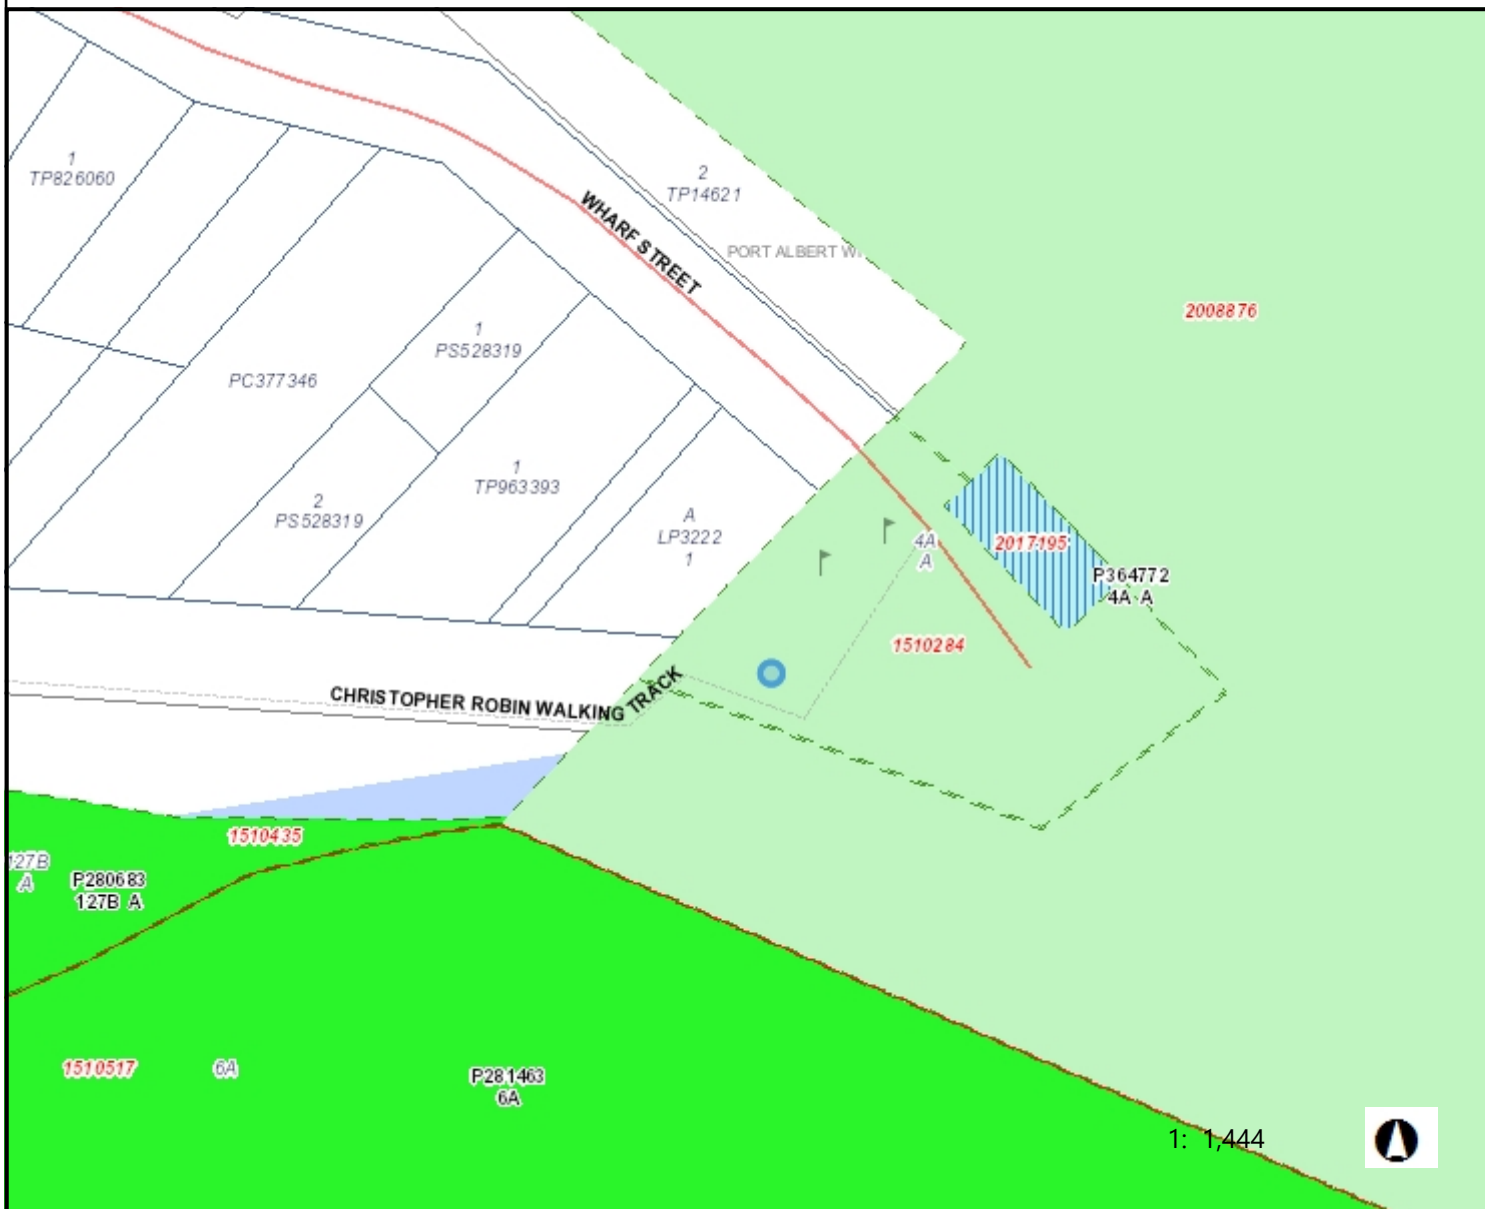 1
TP826060
2
TP14621
WHARF STREET
PORT ALBERT
2008876
1
PS528319
PC377346
1
TP963393
2
PS528319
A
LP3222
1
4A
A
2017195
P364772
4A A
1510284
CHRISTOPHER ROBIN WALKING TRACK
1510435
127B
A
P280683
127B A
1510517
6A
P281463
6A
1: 1,444